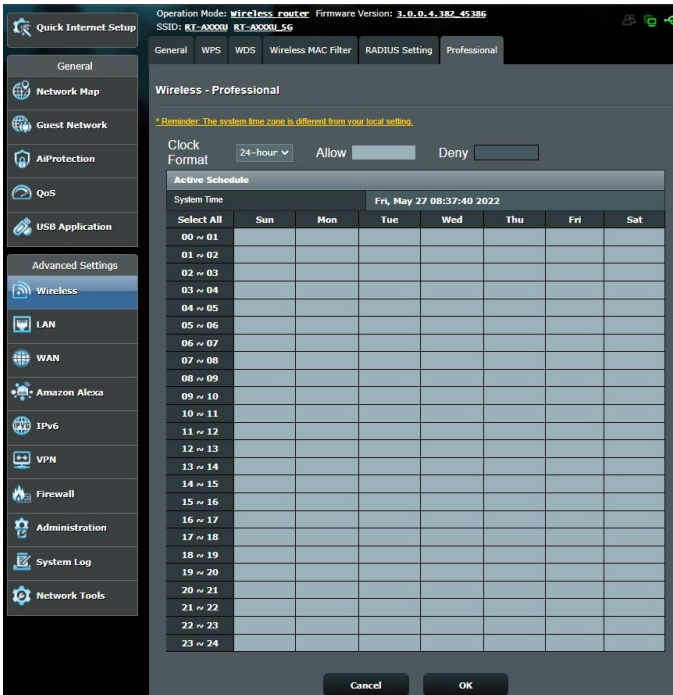 Quick Internet Setup
General
Network Map
Guest Network
AiProtection
QoS
USB Application
Advanced Settings
Wireless
LAN
WAN
Amazon Alexa
IPv6
VPN
Firewall
Administration
System Log
Network Tools
Operation Mode: Wireless router Firmware Version: 3.0.0.4.382_45386
SSID: RT-AXXXU RT-AXXXU_5G
General WPS WDS Wireless MAC Filter RADIUS Setting Professional
Wireless - Professional
* Reminder: The system time zone is different from your local setting.
Clock Format 24-hour Allow Deny
Active Schedule
System Time Fri, May 27 08:37:40 2022
Select All Sun Mon Tue Wed Thu Fri Sat
00 ~ 01
01 ~ 02
02 ~ 03
03 ~ 04
04 ~ 05
05 ~ 06
06 ~ 07
07 ~ 08
08 ~ 09
09 ~ 10
10 ~ 11
11 ~ 12
12 ~ 13
13 ~ 14
14 ~ 15
15 ~ 16
16 ~ 17
17 ~ 18
18 ~ 19
19 ~ 20
20 ~ 21
21 ~ 22
22 ~ 23
23 ~ 24
Cancel OK